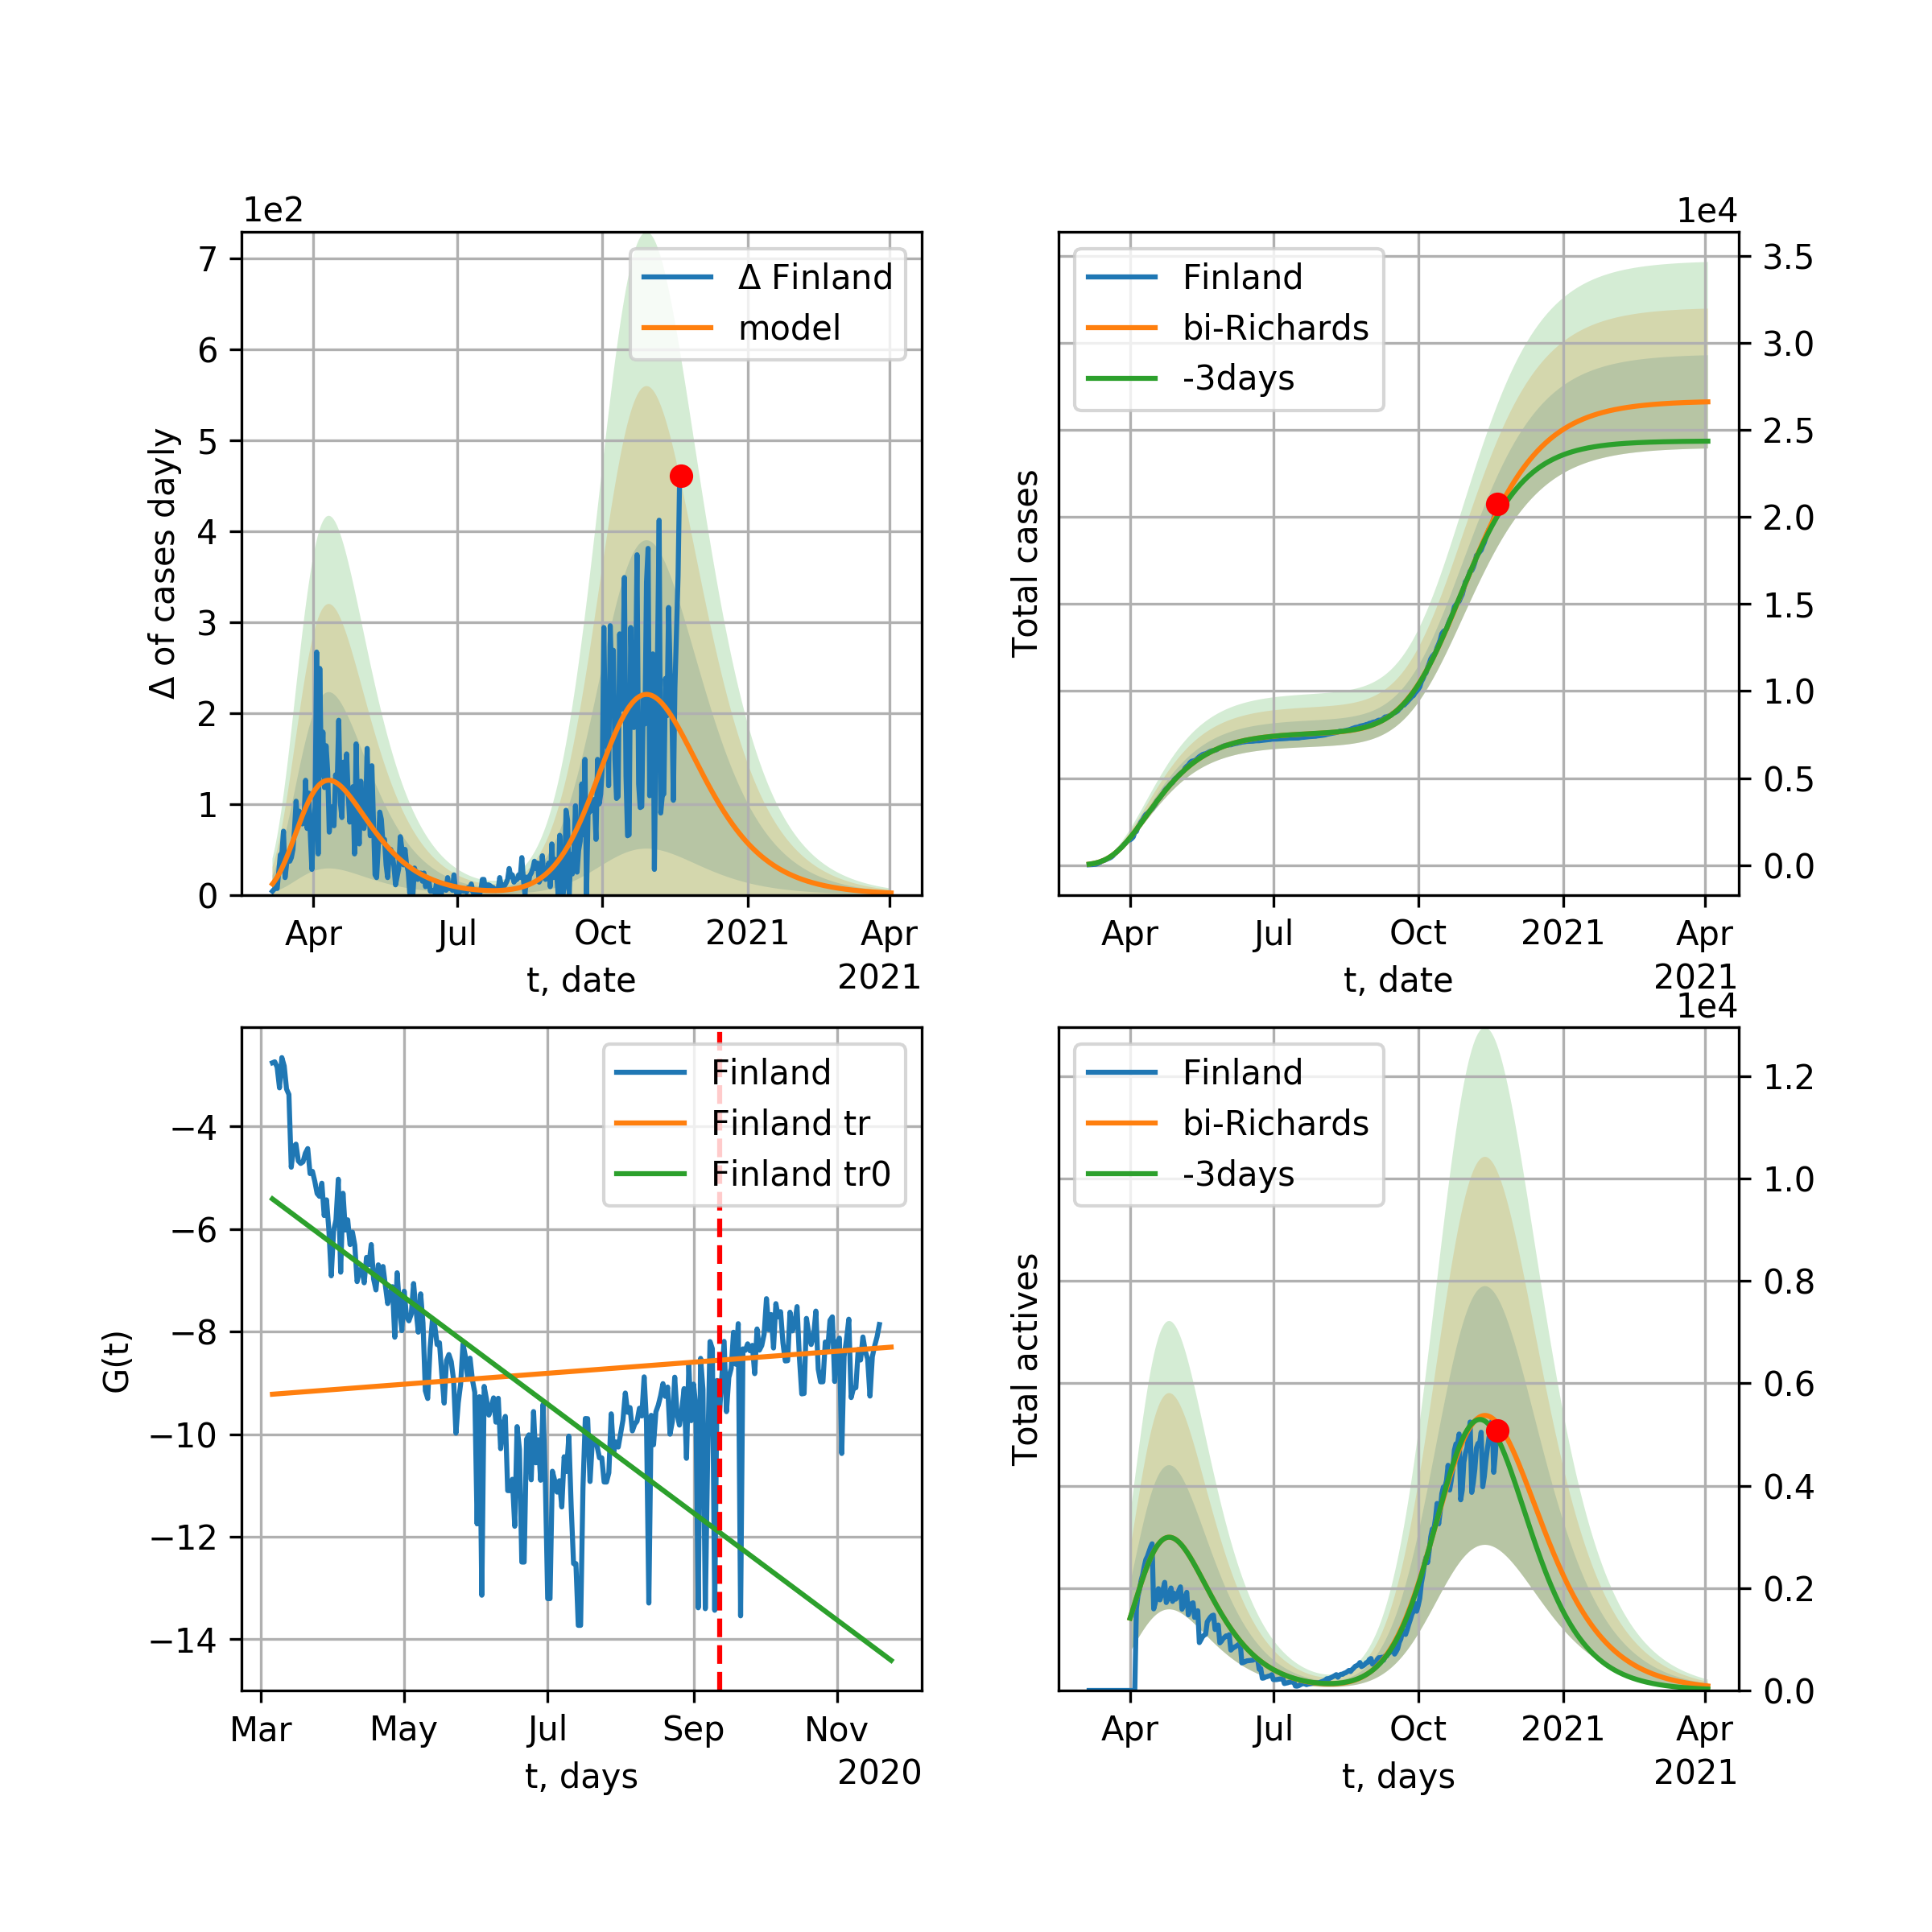 1e2
7
6
5
4
3
2
1
0
Δ of cases dayly
Δ Finland
model
Apr Jul Oct 2021 Apr
t, date
2021
1e4
3.5
3.0
2.5
2.0
1.5
1.0
0.5
0.0
Total cases
Finland
bi-Richards
-3days
Apr Jul Oct 2021 Apr
t, date
2021
−4
−6
−8
−10
−12
−14
G(t)
Finland
Finland tr
Finland tr0
Mar May Jul Sep Nov
t, days
2020
1e4
1.2
1.0
0.8
0.6
0.4
0.2
0.0
Total actives
Finland
bi-Richards
-3days
Apr Jul Oct 2021 Apr
t, days
2021